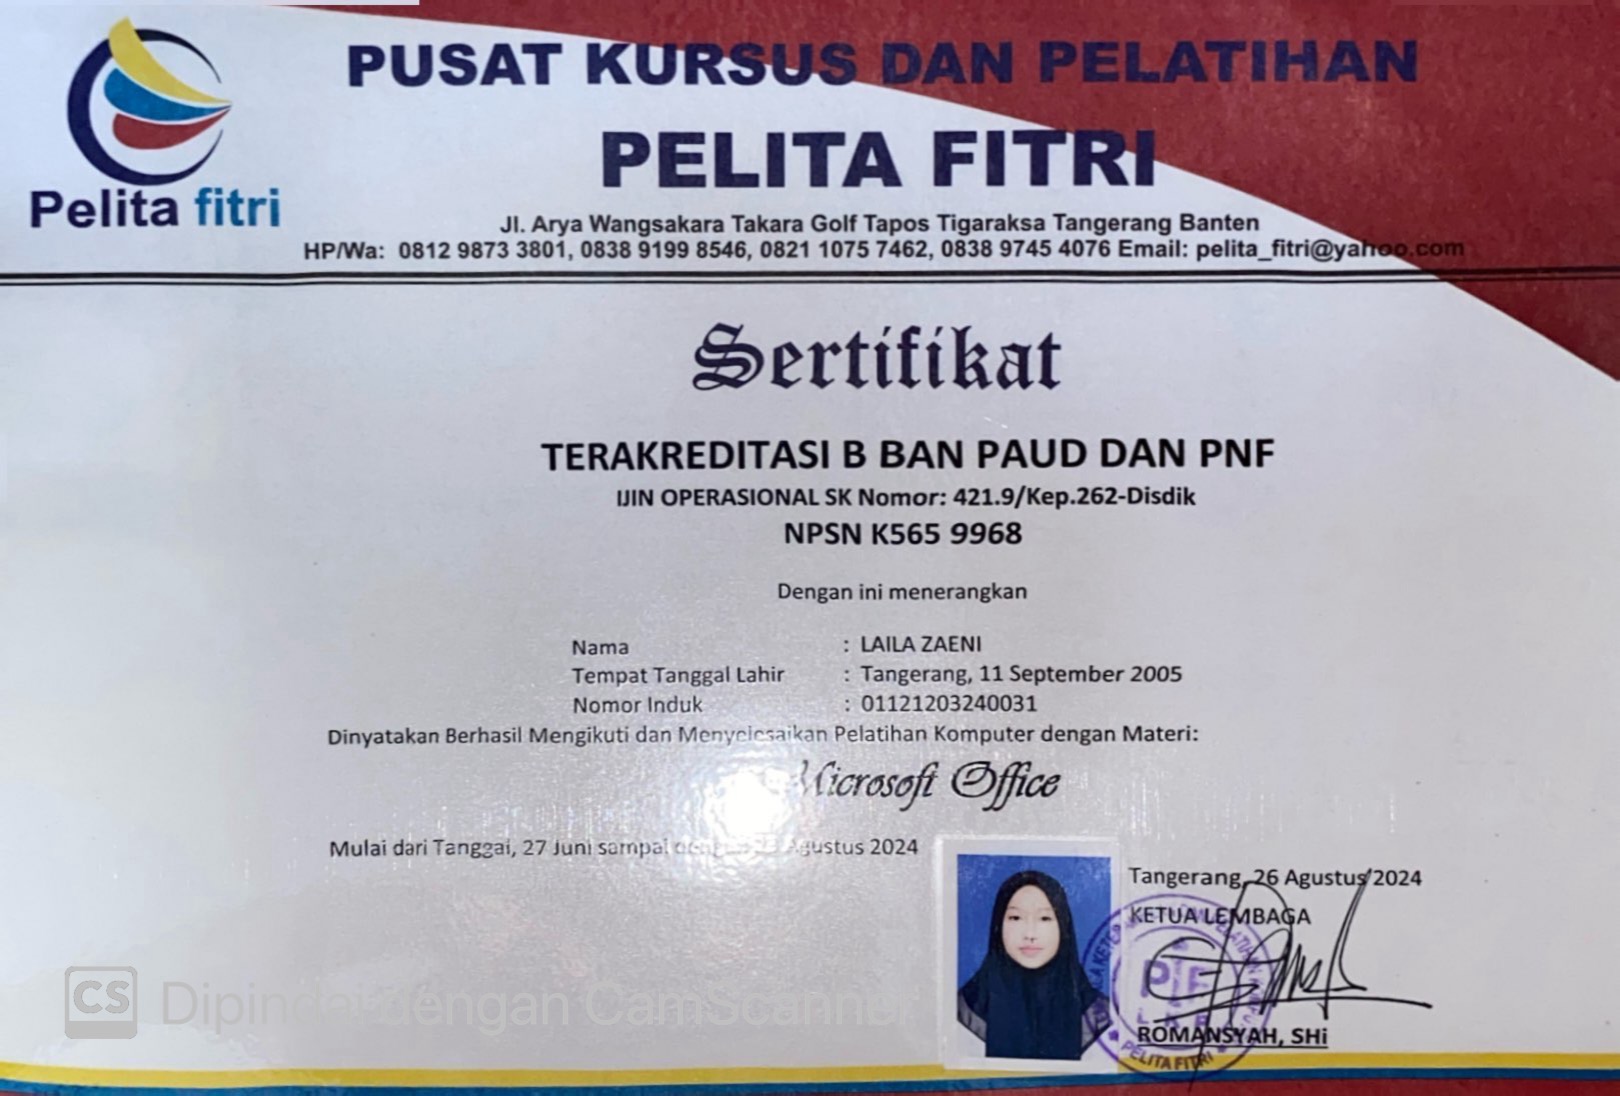 PUSAT KURSUS DAN PELATIHAN
PELITA FITRI
Pelita fitri
Jl. Arya Wangsakara Takara Golf Tapos Tigaraksa Tangerang Banten
HP/Wa: 0812 9873 3801, 0838 9199 8546, 0821 1075 7462, 0838 9745 4076 Email: pelita_fitri@yahoo.com
Sertifikat
TERAKREDITASI B BAN PAUD DAN PNF
IJIN OPERASIONAL SK Nomor: 421.9/Kep.262-Disdik
NPSN K565 9968
Dengan ini menerangkan
Nama : LAILA ZAENI
Tempat Tanggal Lahir : Tangerang, 11 September 2005
Nomor Induk : 01121203240031
Dinyatakan Berhasil Mengikuti dan Menyelesaikan Pelatihan Komputer dengan Materi:
Microsoft Office
Mulai dari Tanggal, 27 Juni sampai Agustus 2024
Tangerang, 26 Agustus 2024
KETUA LEMBAGA
ROMANSYAH, SHi
PELITA FITRI
CS Dipindai dengan CamScanner